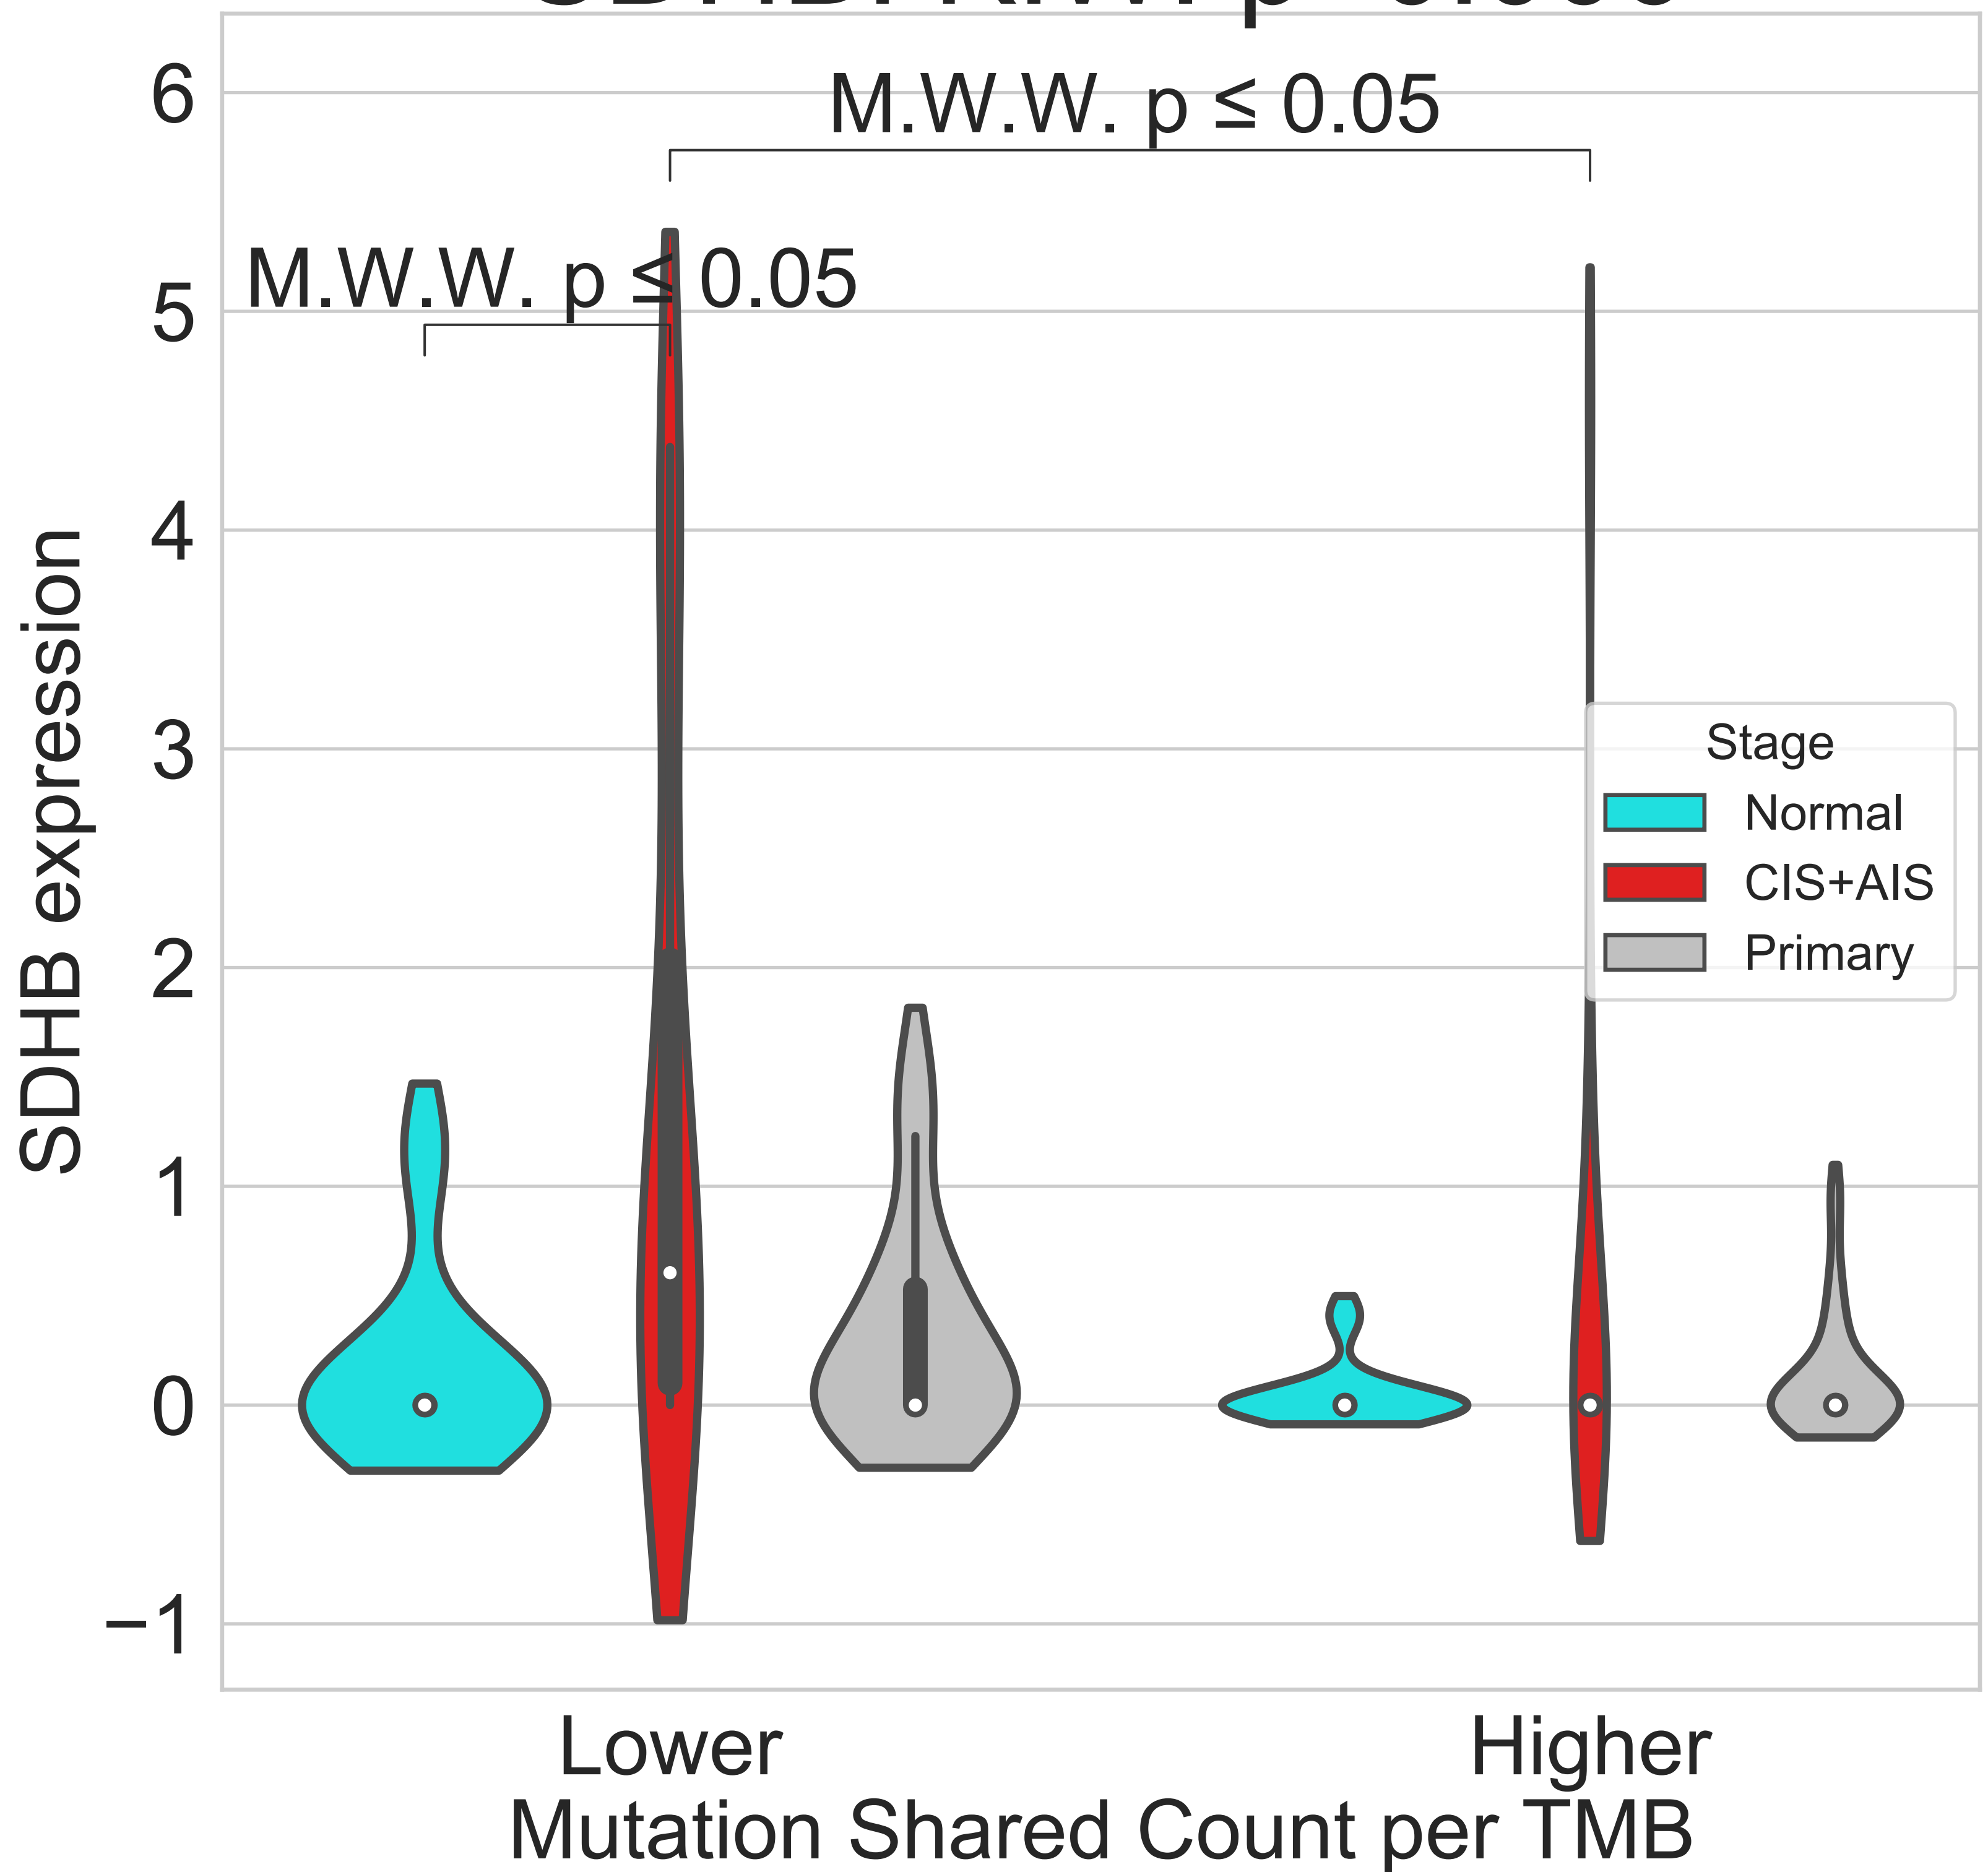 6
M.W.W. p ≤ 0.05
M.W.W. p ≤ 0.05
5
4
3
2
1
0
−1
SDHB expression
Stage
Normal
CIS+AIS
Primary
Lower
Higher
Mutation Shared Count per TMB